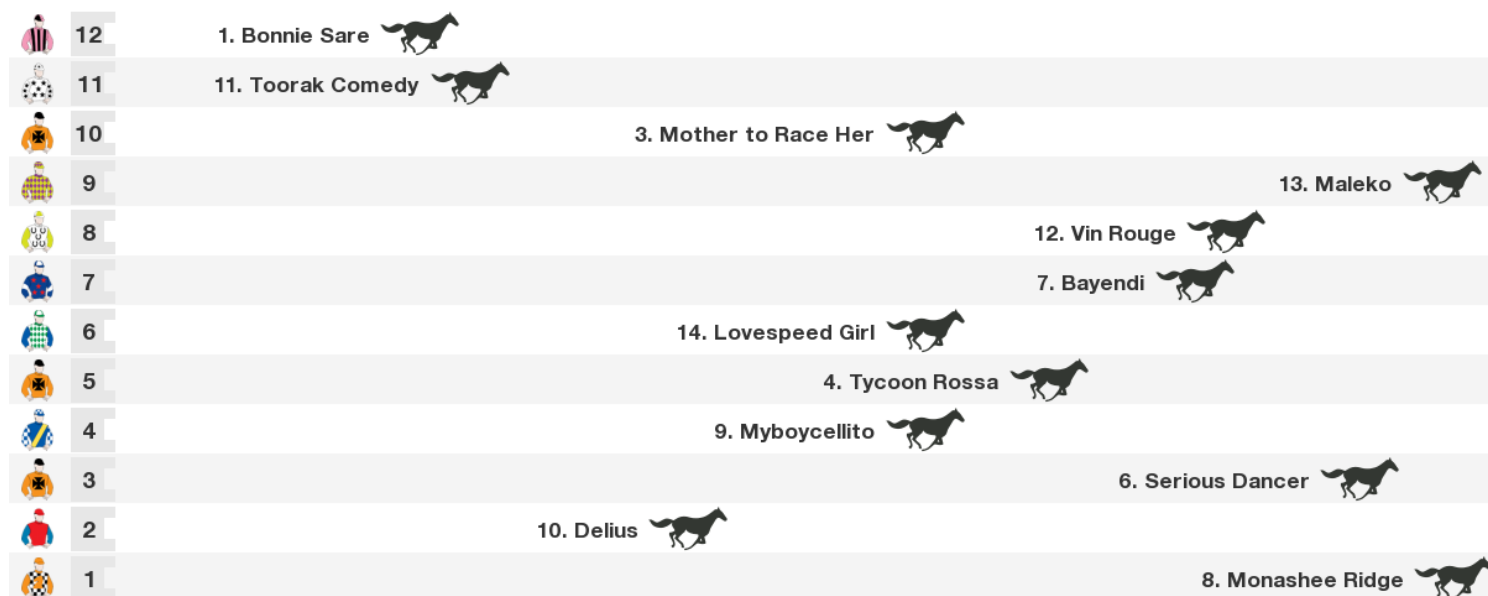 12 1. Bonnie Sare
11 11. Toorak Comedy
10 3. Mother to Race Her
9 13. Maleko
8 12. Vin Rouge
7 7. Bayendi
6 14. Lovespeed Girl
5 4. Tycoon Rossa
4 9. Myboycellito
3 6. Serious Dancer
2 10. Delius
1 8. Monashee Ridge